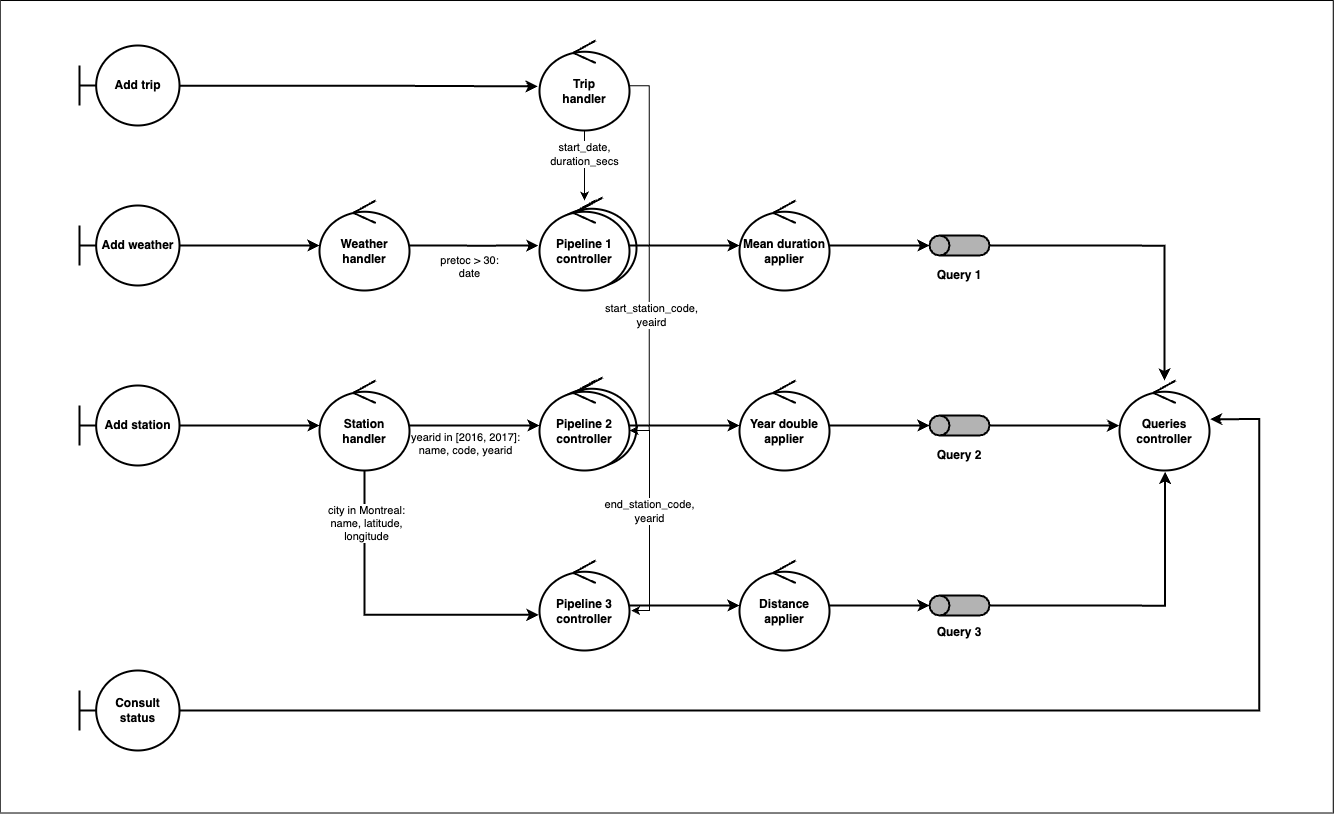 Add trip
Trip
handler
start_date,
duration_secs
Add weather
Weather
handler
pretoc > 30:
date
Pipeline 1
controller
Mean duration
applier
Query 1
start_station_code,
yeaird
Add station
Station
handler
yearid in [2016, 2017]:
name, code, yearid
Pipeline 2
controller
Year double
applier
Query 2
Queries
controller
city in Montreal:
name, latitude,
longitude
end_station_code,
yearid
Pipeline 3
controller
Distance
applier
Query 3
Consult
status